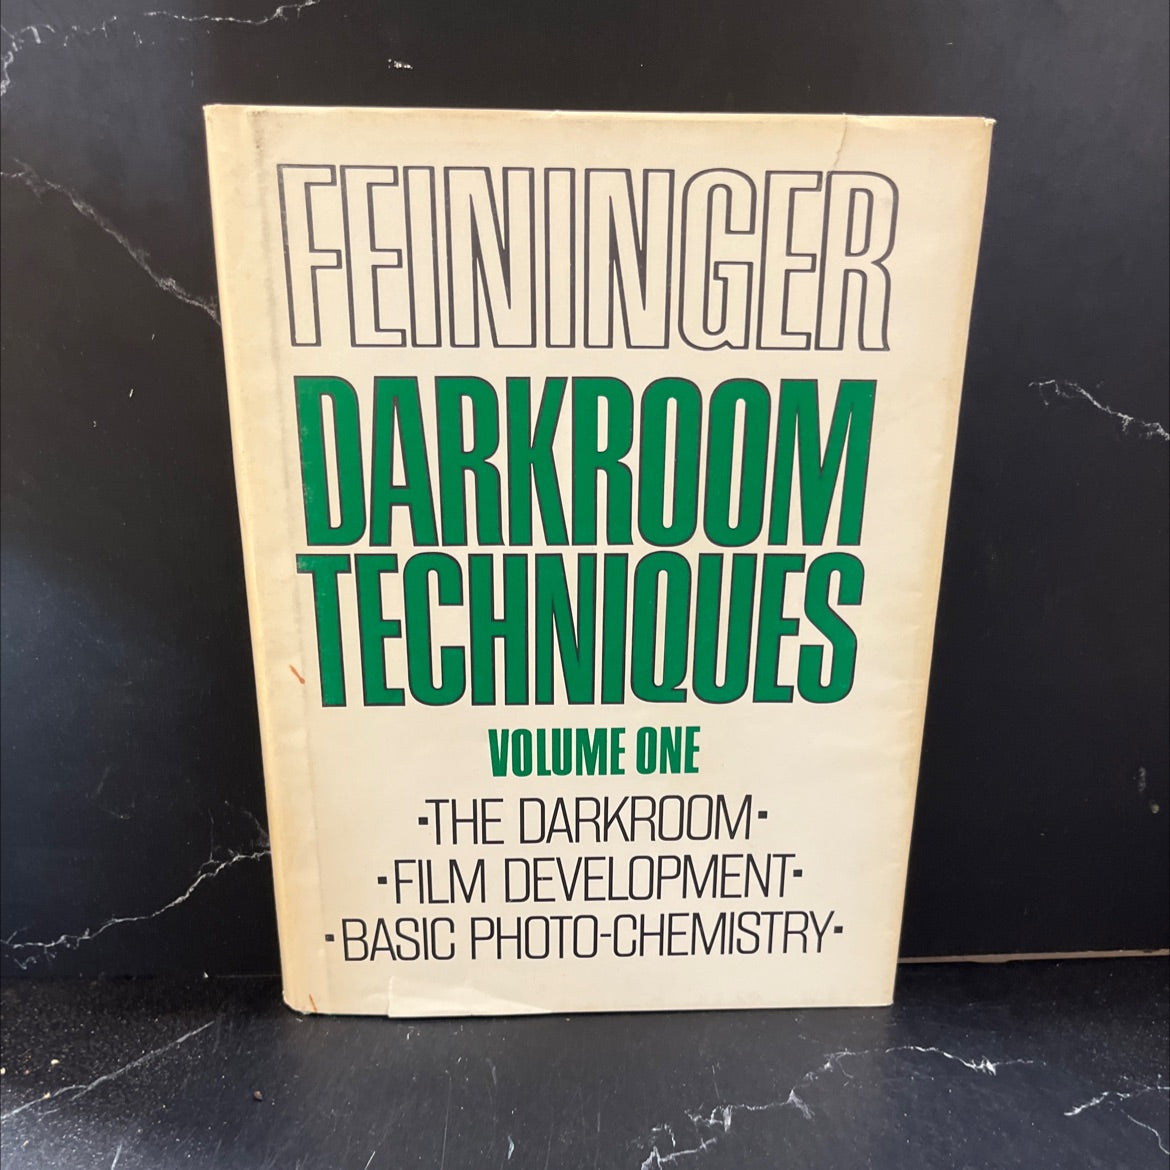 FEININGER
DARKROOM
TECHNIQUES
VOLUME ONE
·THE DARKROOM·
·FILM DEVELOPMENT·
·BASIC PHOTO-CHEMISTRY·